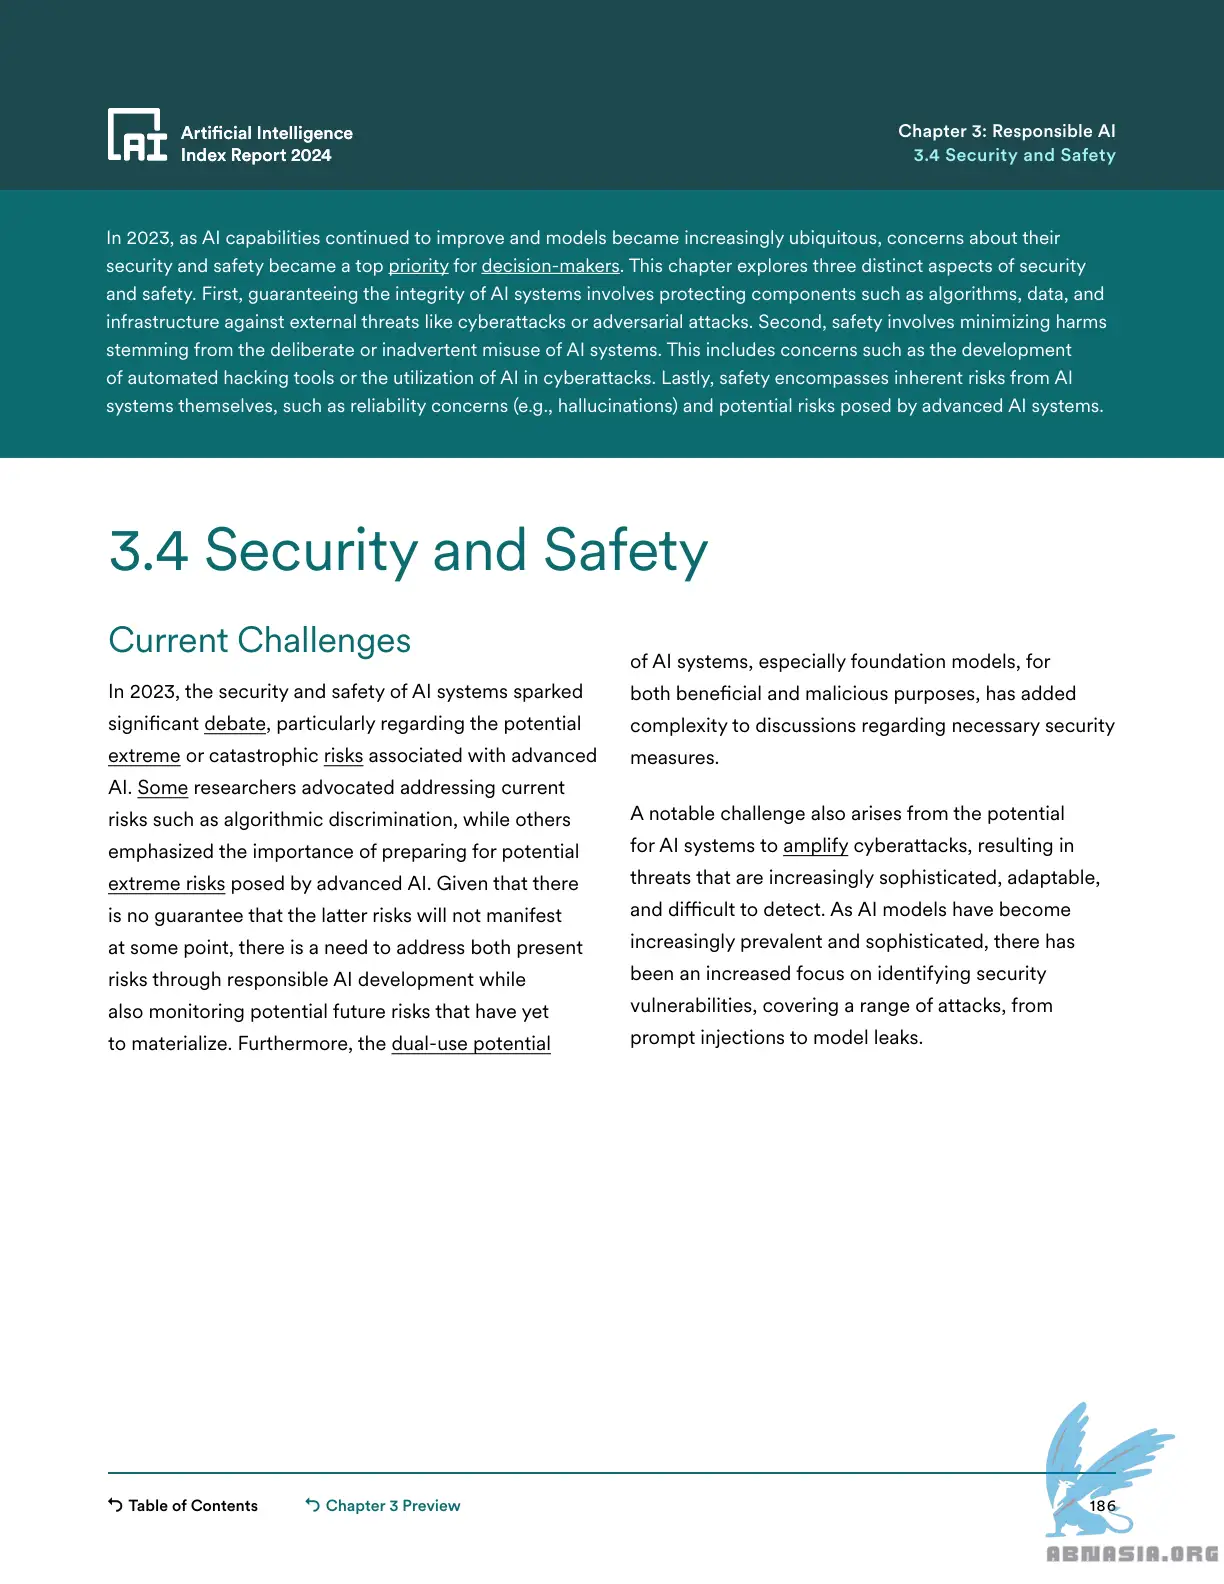 Artificial Intelligence
Index Report 2024
Chapter 3: Responsible AI
3.4 Security and Safety
In 2023, as AI capabilities continued to improve and models became increasingly ubiquitous, concerns about their
security and safety became a top priority for decision-makers. This chapter explores three distinct aspects of security
and safety. First, guaranteeing the integrity of AI systems involves protecting components such as algorithms, data, and
infrastructure against external threats like cyberattacks or adversarial attacks. Second, safety involves minimizing harms
stemming from the deliberate or inadvertent misuse of AI systems. This includes concerns such as the development
of automated hacking tools or the utilization of AI in cyberattacks. Lastly, safety encompasses inherent risks from AI
systems themselves, such as reliability concerns (e.g., hallucinations) and potential risks posed by advanced AI systems.
3.4 Security and Safety
Current Challenges
In 2023, the security and safety of AI systems sparked
significant debate, particularly regarding the potential
extreme or catastrophic risks associated with advanced
AI. Some researchers advocated addressing current
risks such as algorithmic discrimination, while others
emphasized the importance of preparing for potential
extreme risks posed by advanced AI. Given that there
is no guarantee that the latter risks will not manifest
at some point, there is a need to address both present
risks through responsible AI development while
also monitoring potential future risks that have yet
to materialize. Furthermore, the dual-use potential
of AI systems, especially foundation models, for
both beneficial and malicious purposes, has added
complexity to discussions regarding necessary security
measures.
A notable challenge also arises from the potential
for AI systems to amplify cyberattacks, resulting in
threats that are increasingly sophisticated, adaptable,
and difficult to detect. As AI models have become
increasingly prevalent and sophisticated, there has
been an increased focus on identifying security
vulnerabilities, covering a range of attacks, from
prompt injections to model leaks.
Table of Contents
Chapter 3 Preview
186
ABNASIA.ORG